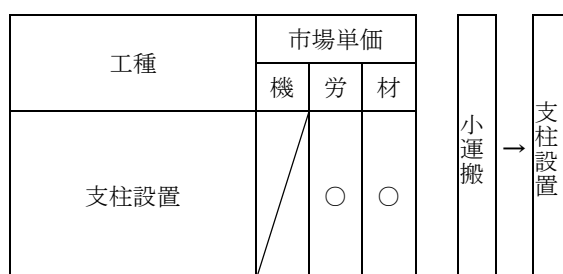 工種
市場単価
機 労 材
支柱設置 ○ ○
小運搬
→
支柱設置